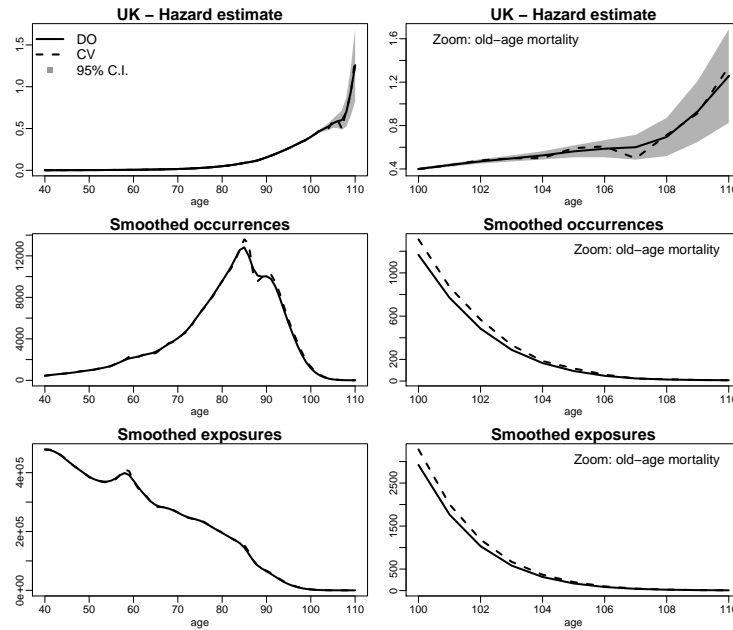 UK − Hazard estimate
DO
CV
95% C.I.
0.0 0.5 1.0 1.5
40 50 60 70 80 90 100 110
age
UK − Hazard estimate
Zoom: old−age mortality
0.4 0.8 1.2 1.6
100 102 104 106 108 110
age
Smoothed occurrences
0 4000 8000 12000
40 50 60 70 80 90 100 110
age
Smoothed occurrences
Zoom: old−age mortality
0 200 600 1000
100 102 104 106 108 110
age
Smoothed exposures
0e+00 2e+05 4e+05
40 50 60 70 80 90 100 110
age
Smoothed exposures
Zoom: old−age mortality
0 500 1500 2500
100 102 104 106 108 110
age